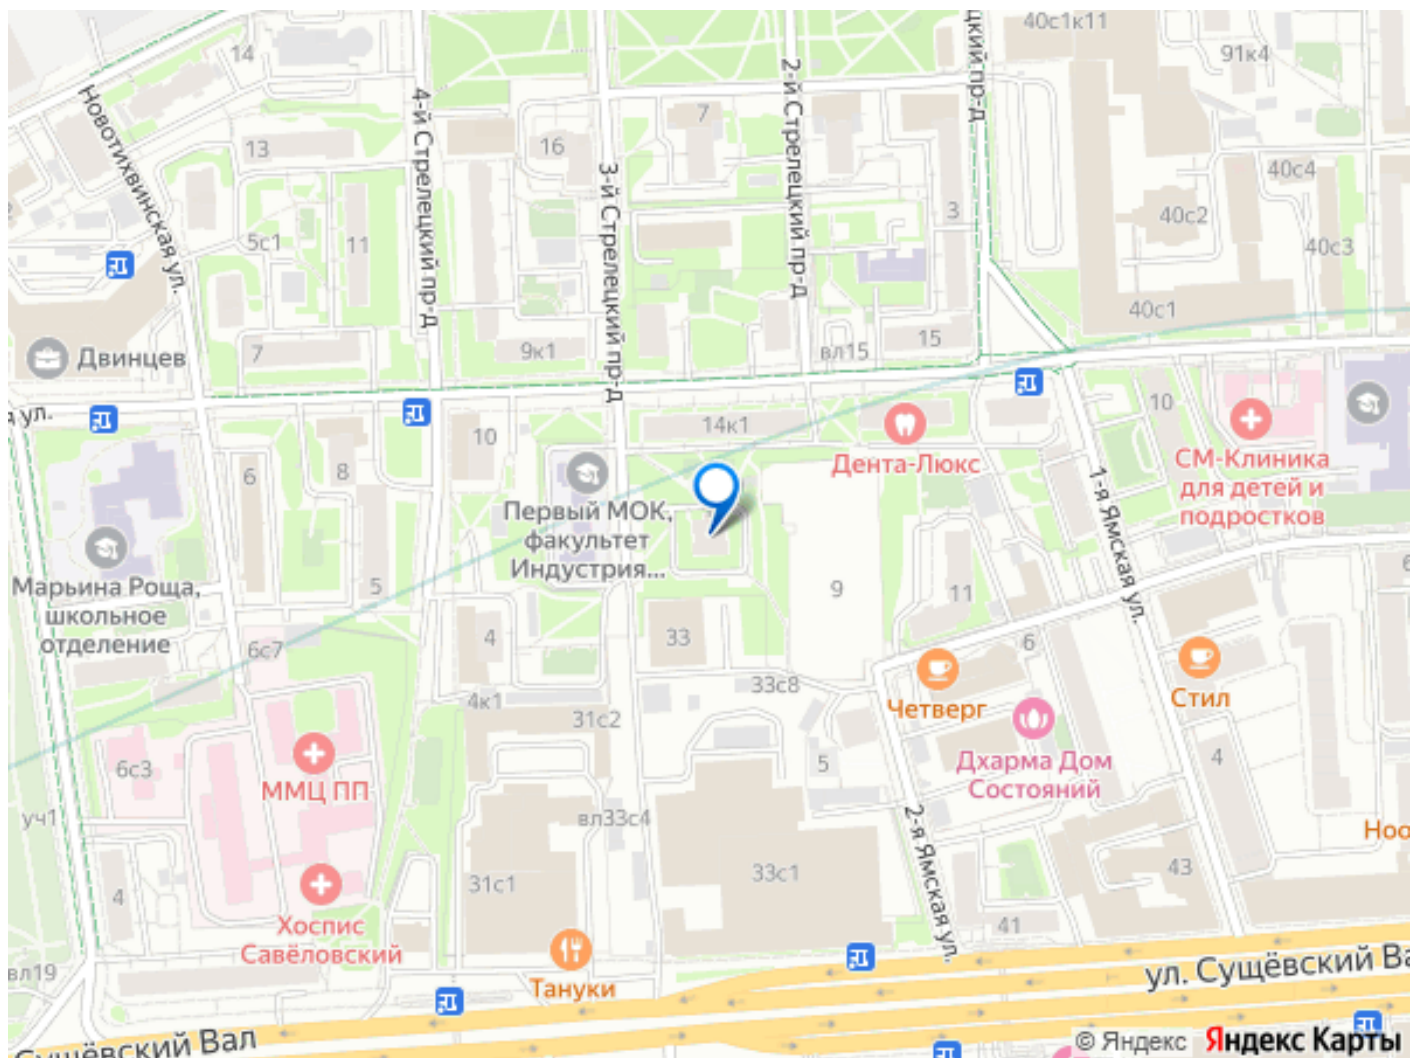 40с1к11
14
91к4
Новотихвинская ул.
4-й Стрелецкий пр-д
3-й Стрелецкий пр-д
2-й Стрелецкий пр-д
цкий пр-д
7
13
16
40с4
3
40с2
5с1
11
40с3
40с1
Двинцев
7
9к1
вл15
15
ул.
10
14к1
10
6
8
Дента-Люкс
СМ-Клиника
для детей и
подростков
1-я Ямская ул.
Первый МОК,
факультет
Индустрия...
Марьина Роща,
школьное
отделение
5
9
11
6с7
4
33
6
33с8
4к1
31с2
Четверг
Стил
6с3
ММЦ ПП
5
Дхарма Дом
Состояний
4
уч1
вл33с4
2-я Ямская ул.
Ноо
4
31с1
33с1
43
Хоспис
Савёловский
41
вл19
Тануки
ул. Сущёвский Ва
Сущёвский Вал
© Яндекс Яндекс Карты